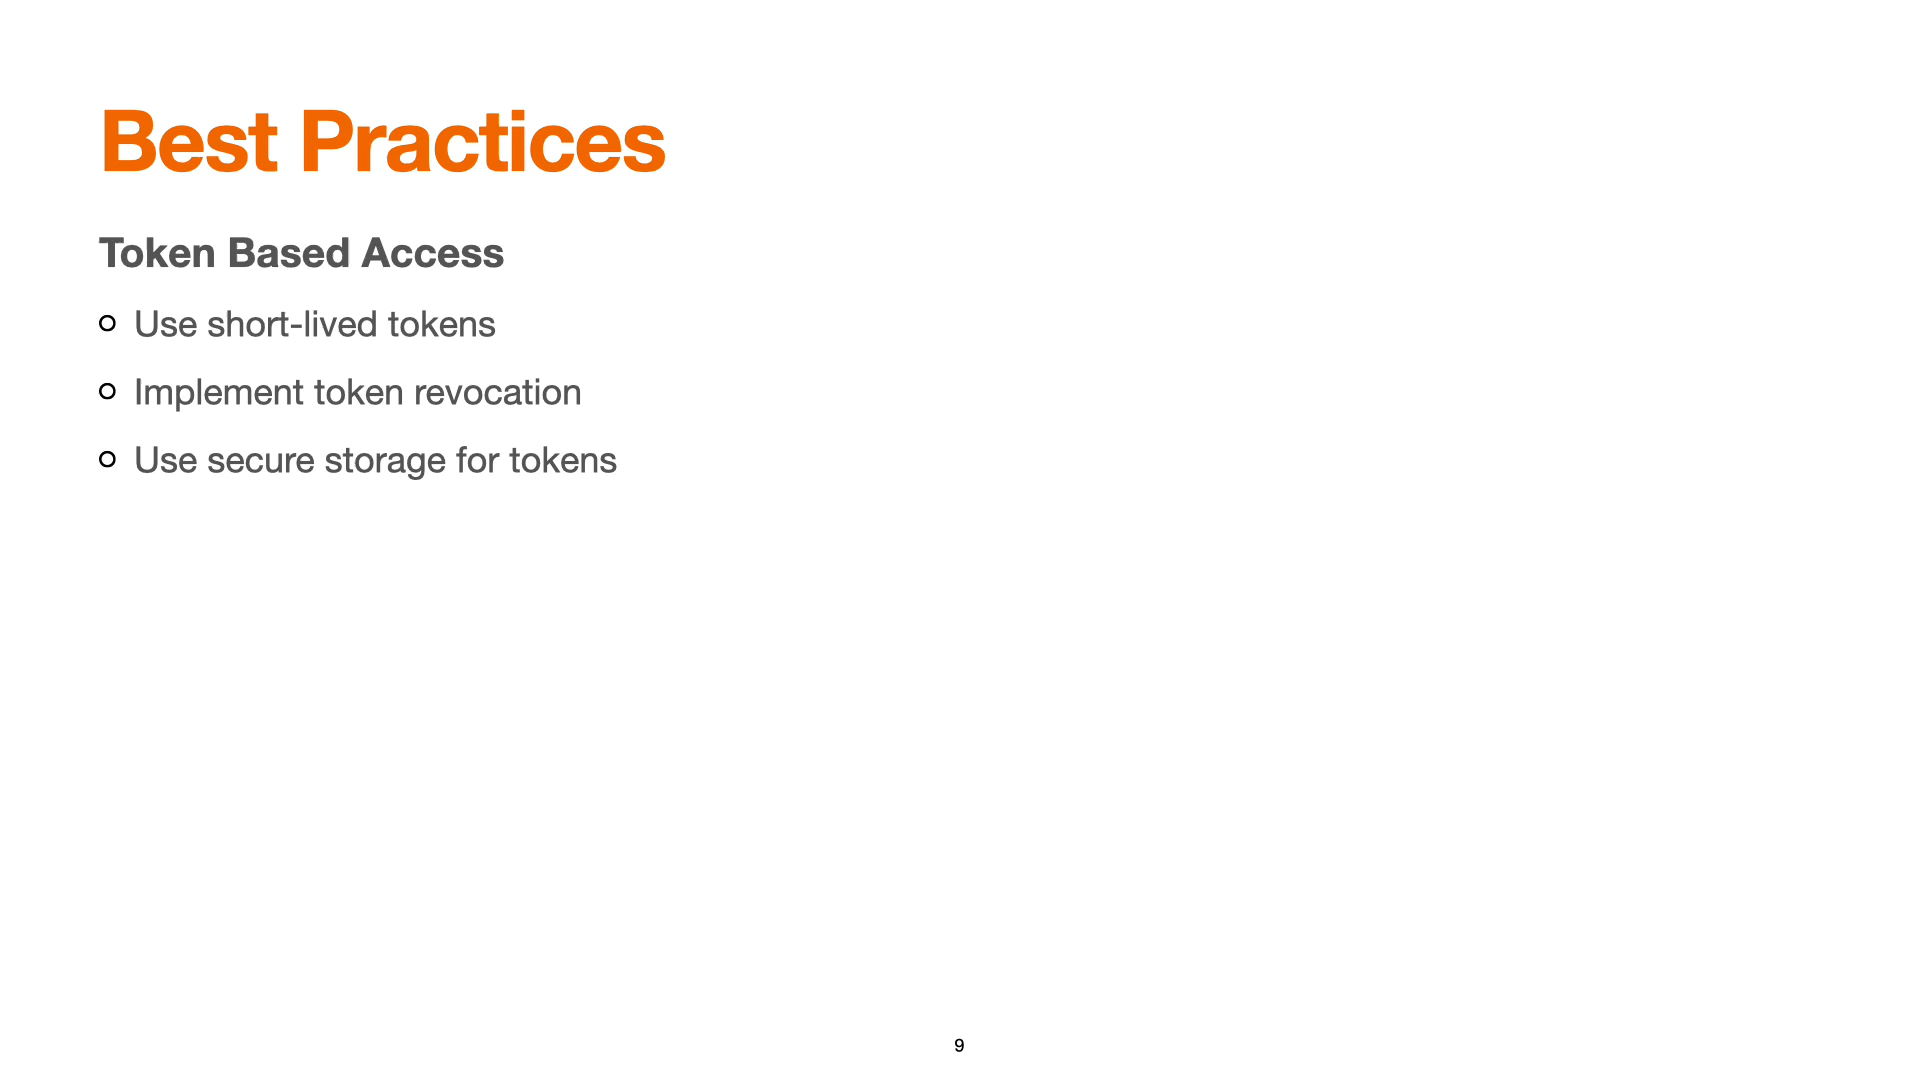 Best Practices
Token Based Access
Use short-lived tokens
Implement token revocation
Use secure storage for tokens
9